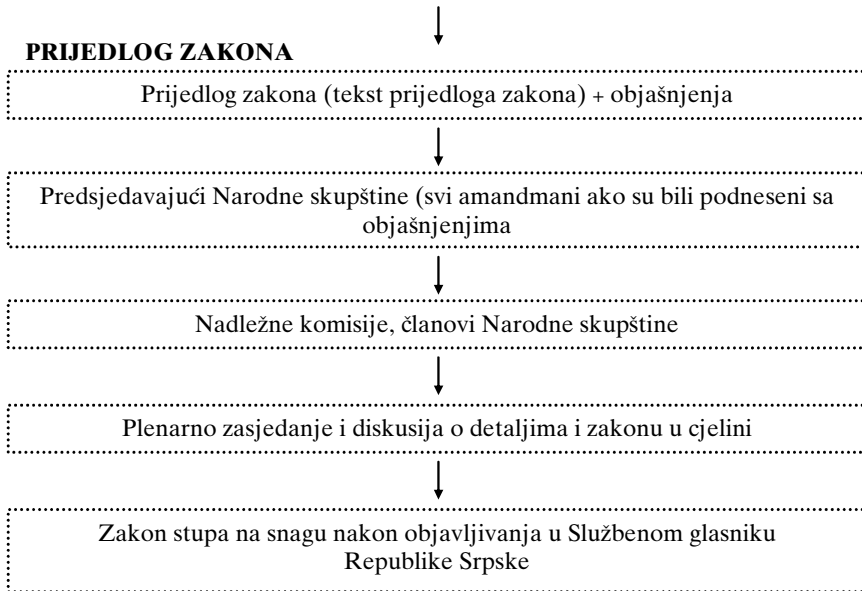 PRIJEDLOG ZAKONA
Prijedlog zakona (tekst prijedloga zakona) + objašnjenja
Predsjedavajući Narodne skupštine (svi amandmani ako su bili podneseni sa
objašnjenjima
Nadležne komisije, članovi Narodne skupštine
Plenarno zasjedanje i diskusija o detaljima i zakonu u cjelini
Zakon stupa na snagu nakon objavljivanja u Službenom glasniku
Republike Srpske